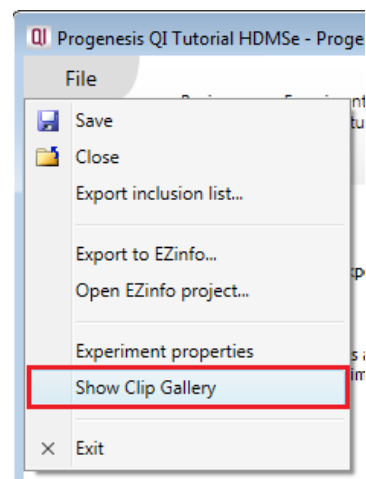 QI Progenesis QI Tutorial HDMSe - Proge
File
Save
Close
Export inclusion list...
Export to EZinfo...
Open EZinfo project...
Experiment properties
Show Clip Gallery
Exit